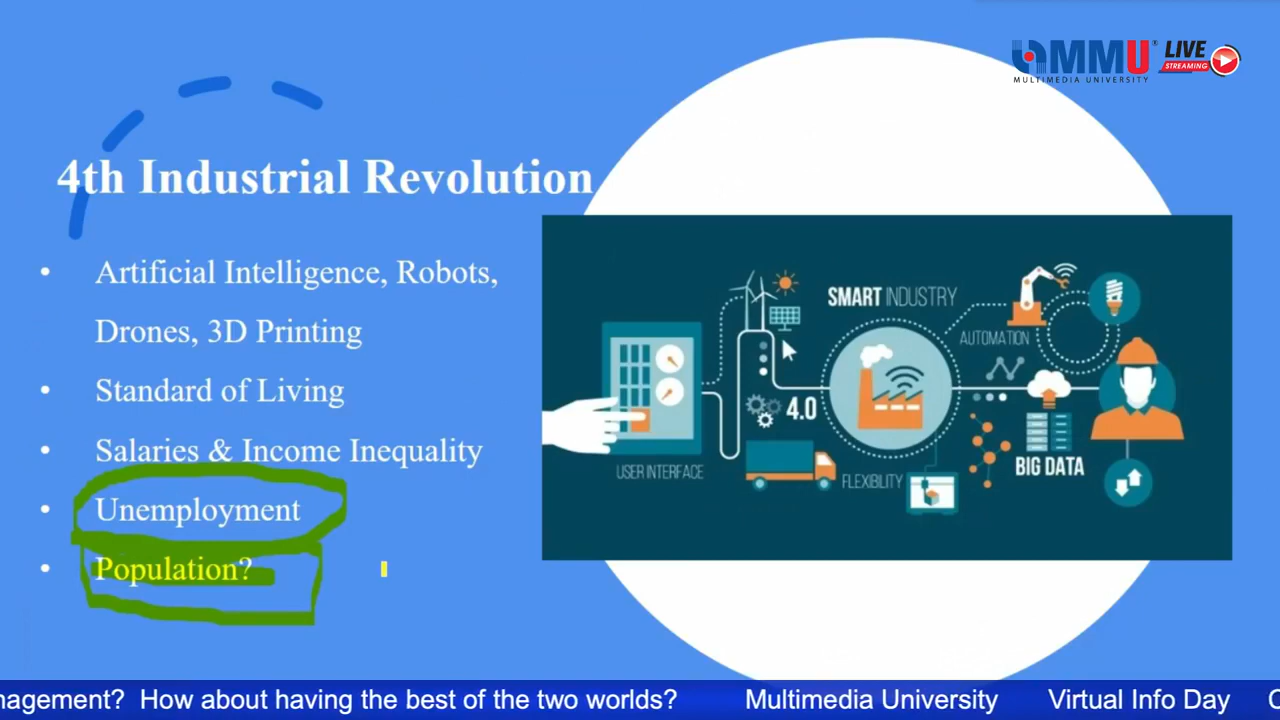 MMU LIVE
STREAMING
MULTIMEDIA UNIVERSITY
4th Industrial Revolution
• Artificial Intelligence, Robots,
Drones, 3D Printing
• Standard of Living
• Salaries & Income Inequality
• Unemployment
• Population?
SMART INDUSTRY
AUTOMATION
4.0
USER INTERFACE
FLEXIBILITY
BIG DATA
nagement? How about having the best of the two worlds? Multimedia University Virtual Info Day